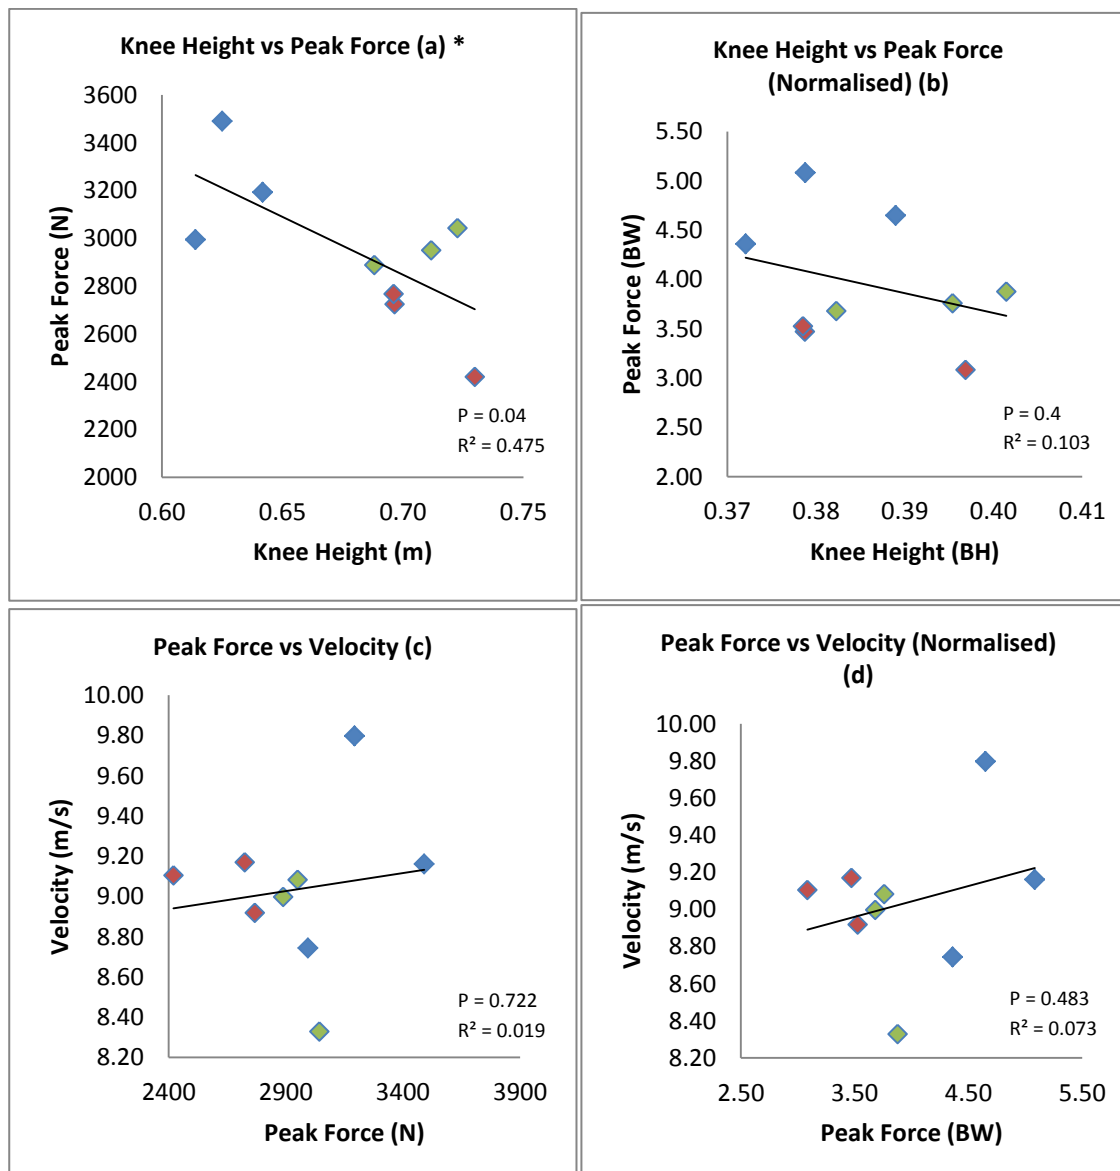 Knee Height vs Peak Force (a) *
Peak Force (N)
3600
3400
3200
3000
2800
2600
2400
2200
2000
P = 0.04
R² = 0.475
0.60 0.65 0.70 0.75
Knee Height (m)
Knee Height vs Peak Force
(Normalised) (b)
Peak Force (BW)
5.50
5.00
4.50
4.00
3.50
3.00
2.50
2.00
P = 0.4
R² = 0.103
0.37 0.38 0.39 0.40 0.41
Knee Height (BH)
Peak Force vs Velocity (c)
Velocity (m/s)
10.00
9.80
9.60
9.40
9.20
9.00
8.80
8.60
8.40
8.20
P = 0.722
R² = 0.019
2400 2900 3400 3900
Peak Force (N)
Peak Force vs Velocity (Normalised)
(d)
Velocity (m/s)
10.00
9.80
9.60
9.40
9.20
9.00
8.80
8.60
8.40
8.20
P = 0.483
R² = 0.073
2.50 3.50 4.50 5.50
Peak Force (BW)